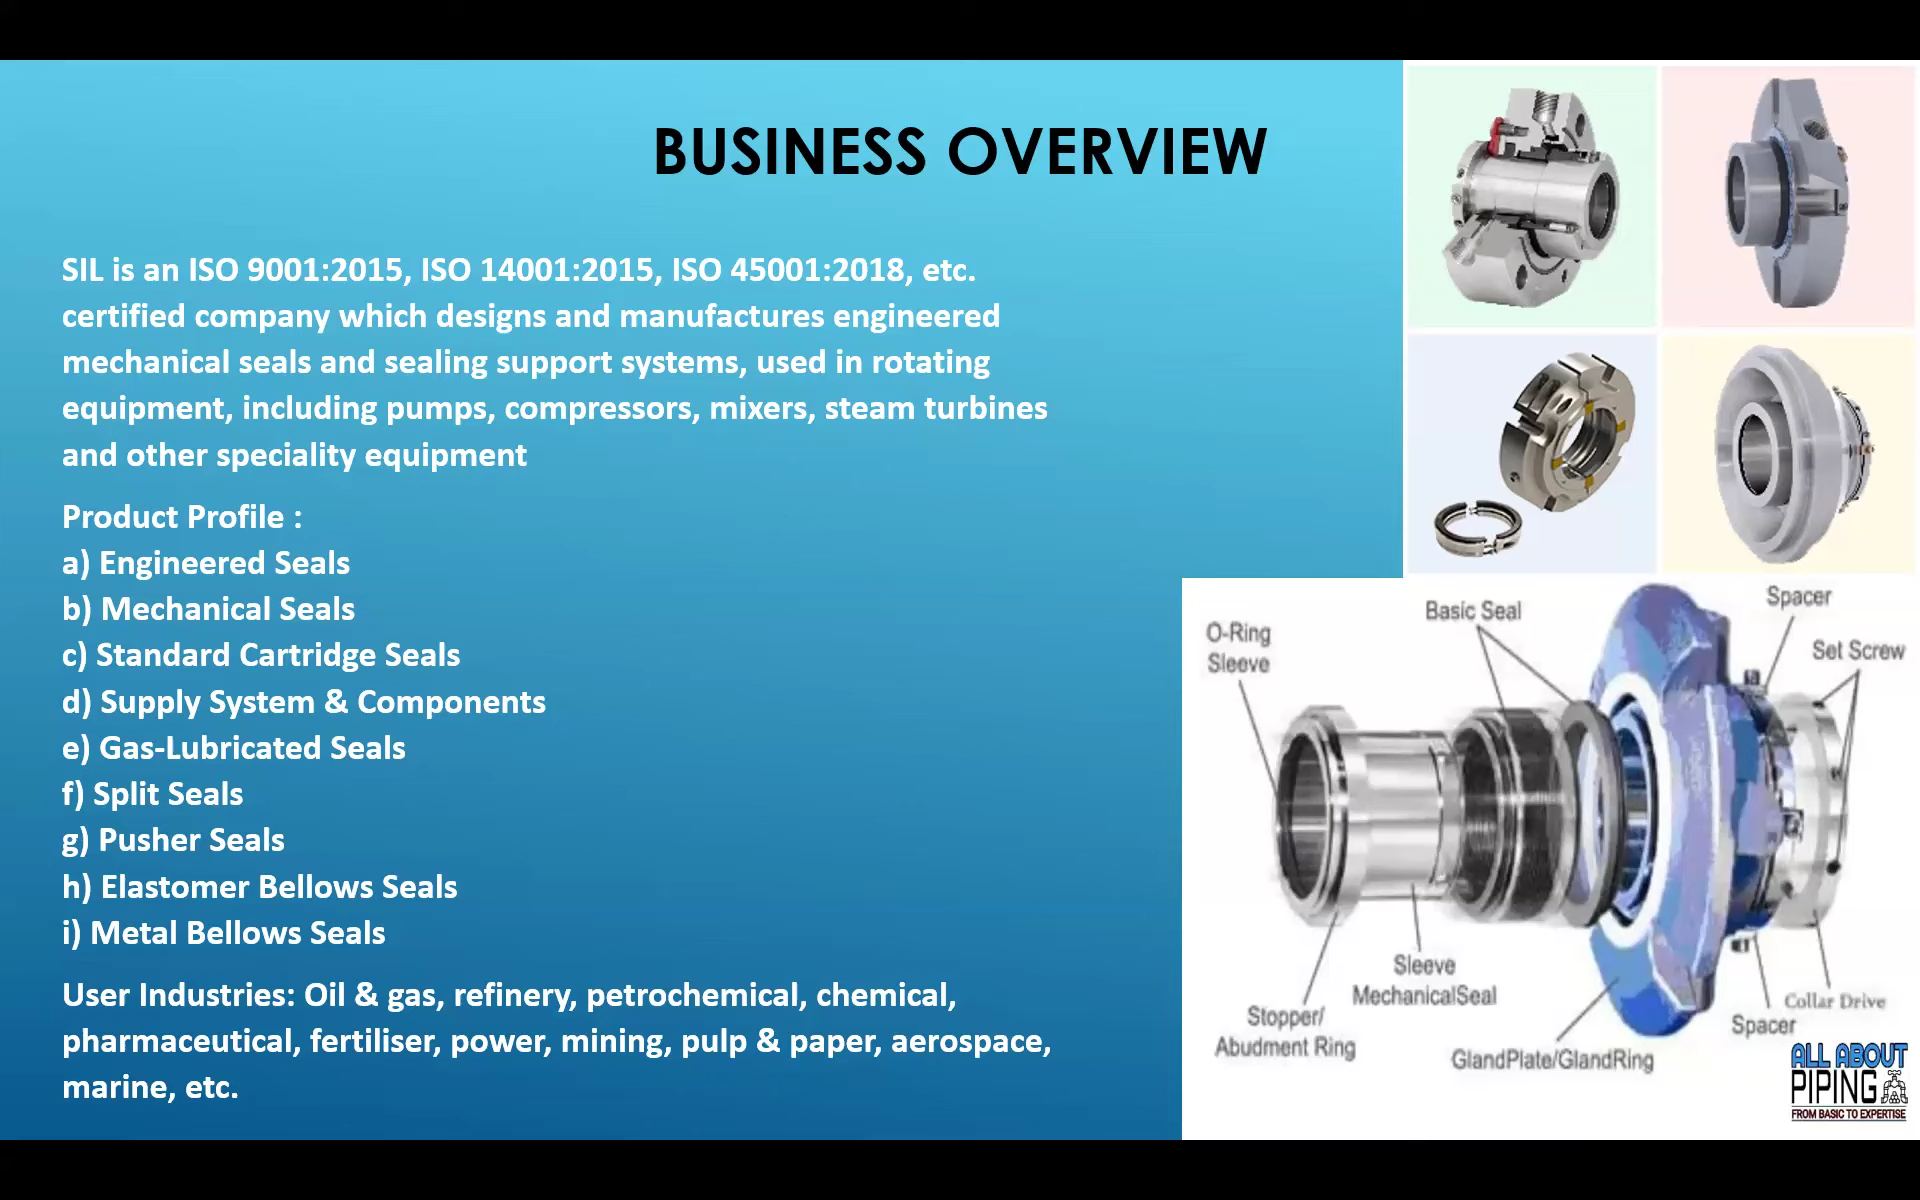 BUSINESS OVERVIEW
SIL is an ISO 9001:2015, ISO 14001:2015, ISO 45001:2018, etc.
certified company which designs and manufactures engineered
mechanical seals and sealing support systems, used in rotating
equipment, including pumps, compressors, mixers, steam turbines
and other speciality equipment
Product Profile :
a) Engineered Seals
b) Mechanical Seals
c) Standard Cartridge Seals
d) Supply System & Components
e) Gas-Lubricated Seals
f) Split Seals
g) Pusher Seals
h) Elastomer Bellows Seals
i) Metal Bellows Seals
User Industries: Oil & gas, refinery, petrochemical, chemical,
pharmaceutical, fertiliser, power, mining, pulp & paper, aerospace,
marine, etc.
O-Ring
Sleeve
Basic Seal
Spacer
Set Screw
Sleeve
MechanicalSeal
Stopper/
Abudment Ring
GlandPlate/GlandRing
Spacer
Collar Drive
ALL ABOUT
PIPING
FROM BASIC TO EXPERTISE